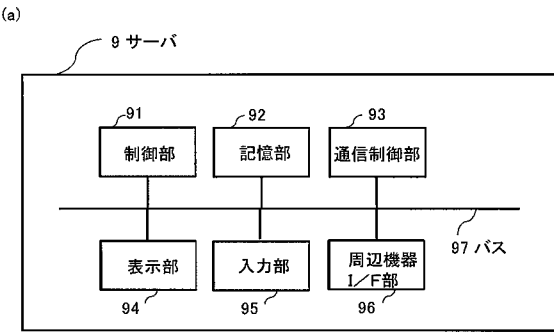 (a)
9 サーバ
91
92
93
制御部
記憶部
通信制御部
97 バス
表示部
入力部
周辺機器
I/F部
94
95
96